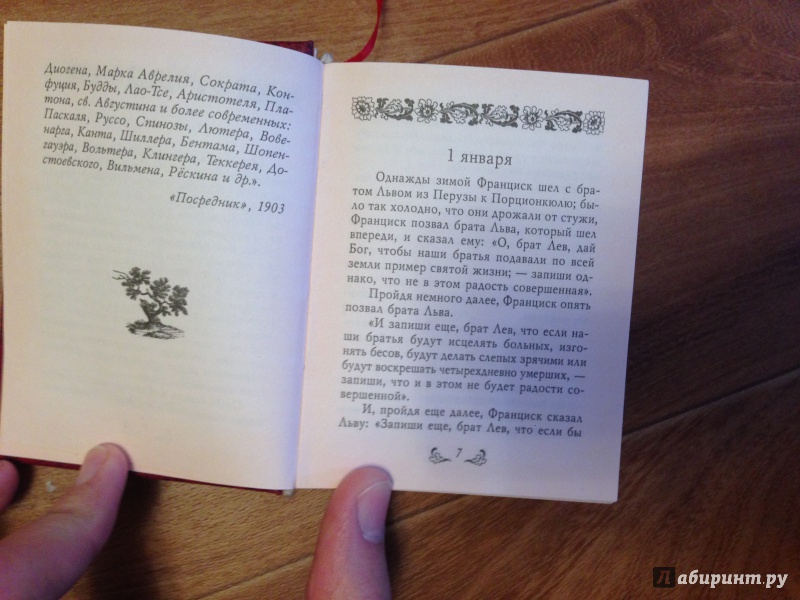 Диогена, Марка Аврелия, Сократа, Кон-
фуция, Будды, Лао-Тсе, Аристотеля, Пла-
тона, св. Августина и более современных:
Паскаля, Руссо, Спинозы, Лютера, Вове-
нарга, Канта, Шиллера, Бентама, Шопен-
гауэра, Вольтера, Клингера, Теккерея, До-
стоевского, Вильмена, Рёскина и др.».
«Посредник», 1903
1 января
Однажды зимой Франциск шел с бра-
том Львом из Перузы к Порционкюлю; бы-
ло так холодно, что они дрожали от стужи,
Франциск позвал брата Льва, который шел
впереди, и сказал ему: «О, брат Лев, дай
Бог, чтобы наши братья подавали по всей
земли пример святой жизни; — запиши од-
нако, что не в этом радость совершенная».
Пройдя немного далее, Франциск опять
позвал брата Льва.
«И запиши еще, брат Лев, что если на-
ши братья будут исцелять больных, изго-
нять бесов, будут делать слепых зрячими или
будут воскрешать четырехдневно умерших, —
запиши, что и в этом не будет радости со-
вершенной».
И, пройдя еще далее, Франциск сказал
Льву: «Запиши еще, брат Лев, что если бы
7
Лабиринт.ру